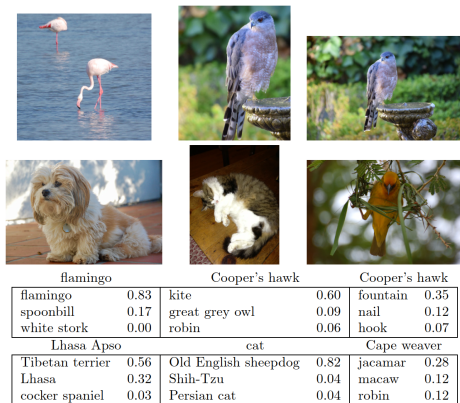 flamingo Cooper's hawk Cooper's hawk
flamingo 0.83 kite 0.60 fountain 0.35
spoonbill 0.17 great grey owl 0.09 nail 0.12
white stork 0.00 robin 0.06 hook 0.07
Lhasa Apso cat Cape weaver
Tibetan terrier 0.56 Old English sheepdog 0.82 jacamar 0.28
Lhasa 0.32 Shih-Tzu 0.04 macaw 0.12
cocker spaniel 0.03 Persian cat 0.04 robin 0.12